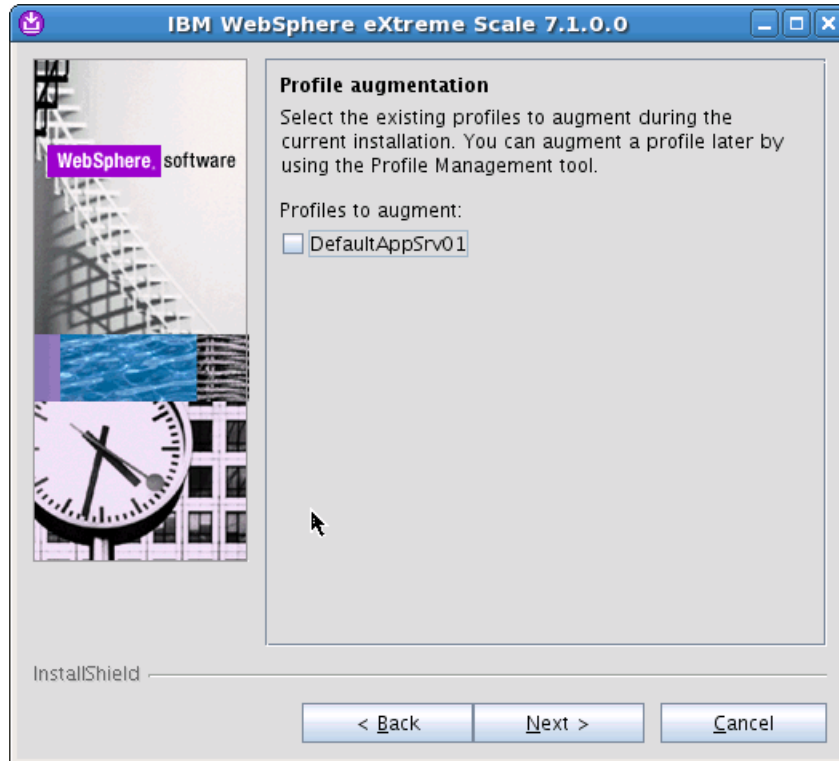 IBM WebSphere eXtreme Scale 7.1.0.0
WebSphere. software
Profile augmentation
Select the existing profiles to augment during the
current installation. You can augment a profile later by
using the Profile Management tool.
Profiles to augment:
DefaultAppSrv01
InstallShield
< Back
Next >
Cancel